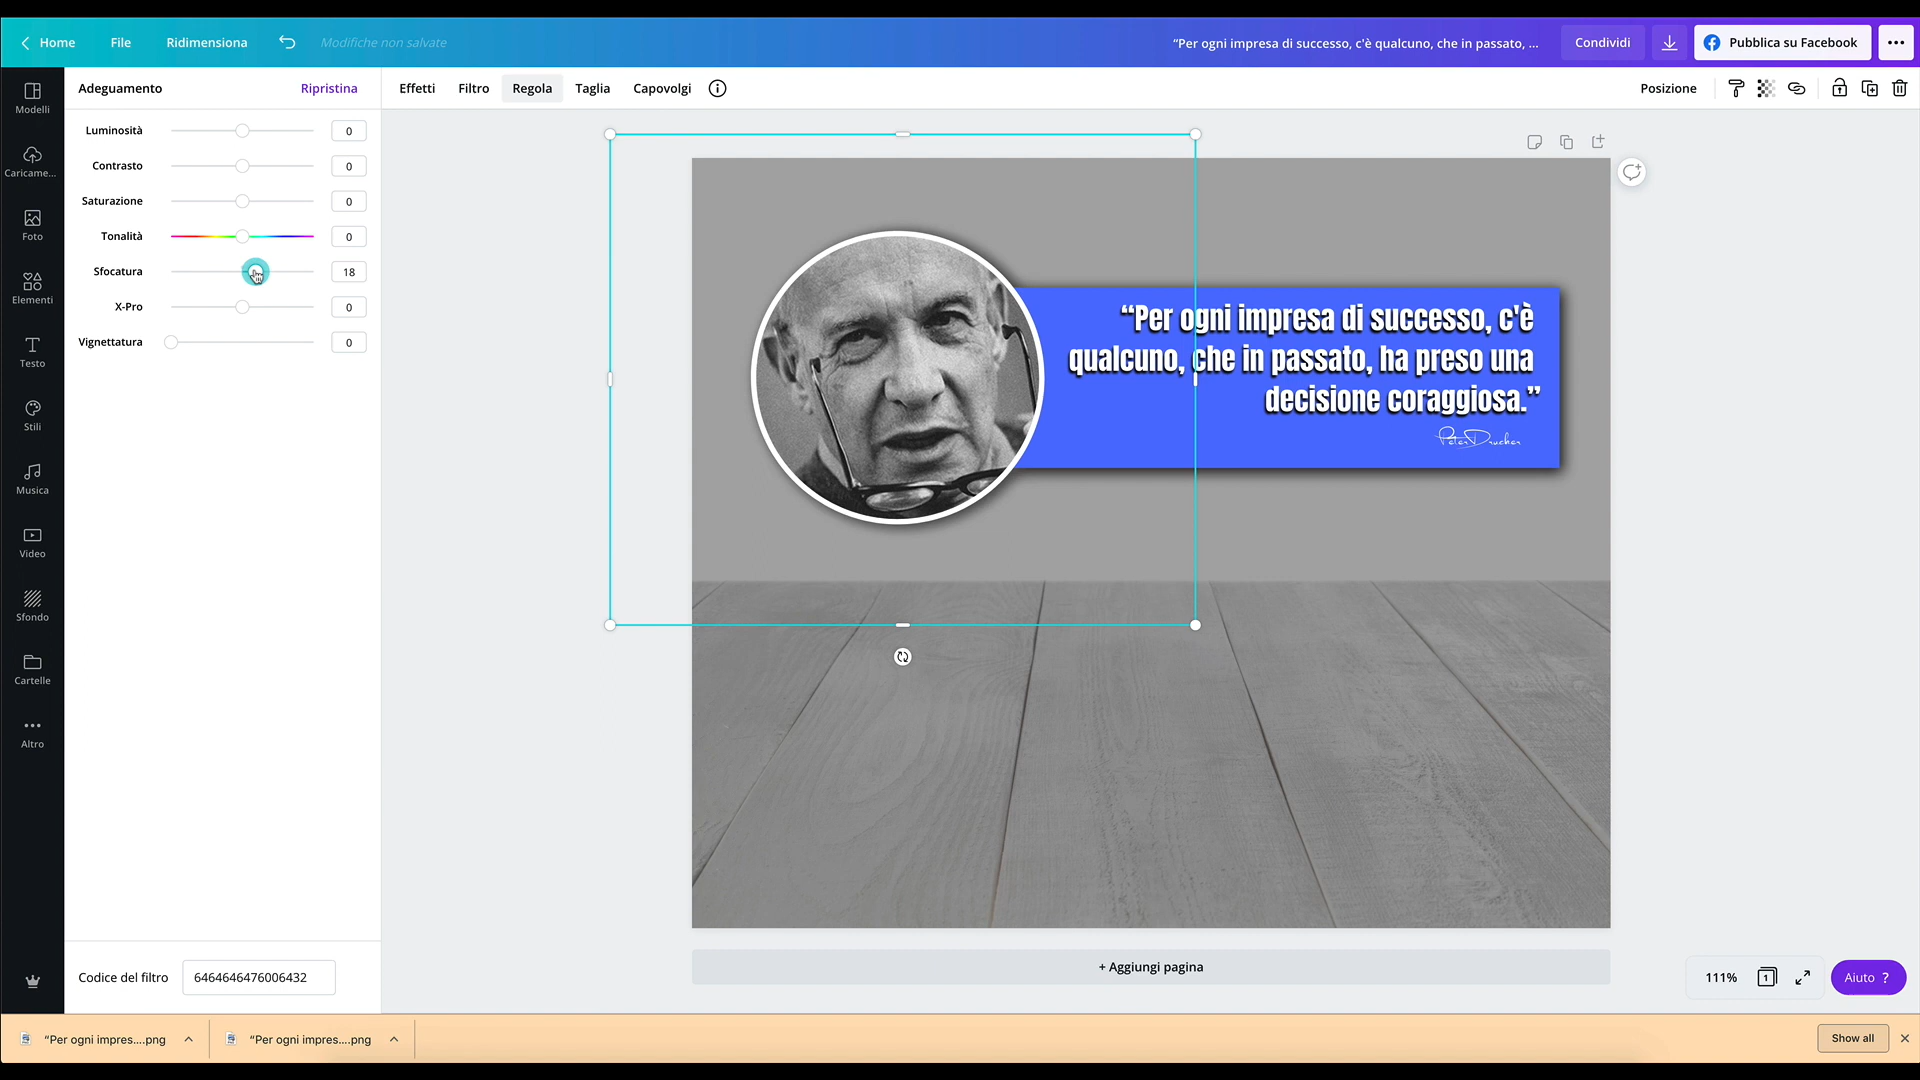 Home
File
Ridimensiona
Modifiche non salvate
“Per ogni impresa di successo, c'è qualcuno, che in passato, ...
Condividi
Pubblica su Facebook
Modelli
Caricame...
Foto
Elementi
Testo
Stili
Musica
Video
Sfondo
Cartelle
Altro
Adeguamento
Ripristina
Luminosità 0
Contrasto 0
Saturazione 0
Tonalità 0
Sfocatura 18
X-Pro 0
Vignettatura 0
Codice del filtro 6464646476006432
Effetti
Filtro
Regola
Taglia
Capovolgi
Posizione
“Per ogni impresa di successo, c'è
qualcuno, che in passato, ha preso una
decisione coraggiosa.”
Peter Drucker
+ Aggiungi pagina
111%
1
Aiuto ?
“Per ogni impres....png
“Per ogni impres....png
Show all